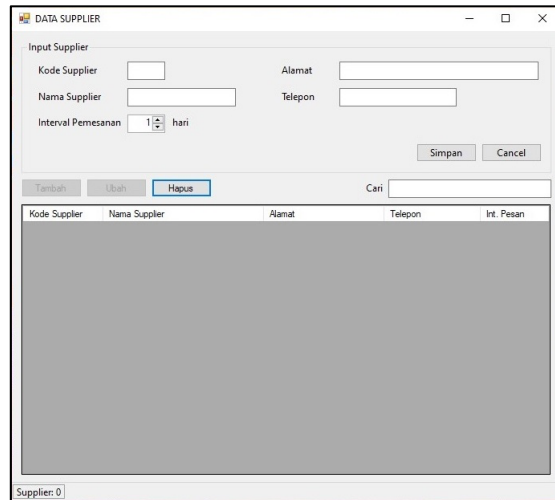 DATA SUPPLIER
Input Supplier
Kode Supplier
Alamat
Nama Supplier
Telepon
Interval Pemesanan 1 hari
Simpan Cancel
Tambah Ubah Hapus Cari
Kode Supplier Nama Supplier Alamat Telepon Int. Pesan
Supplier: 0